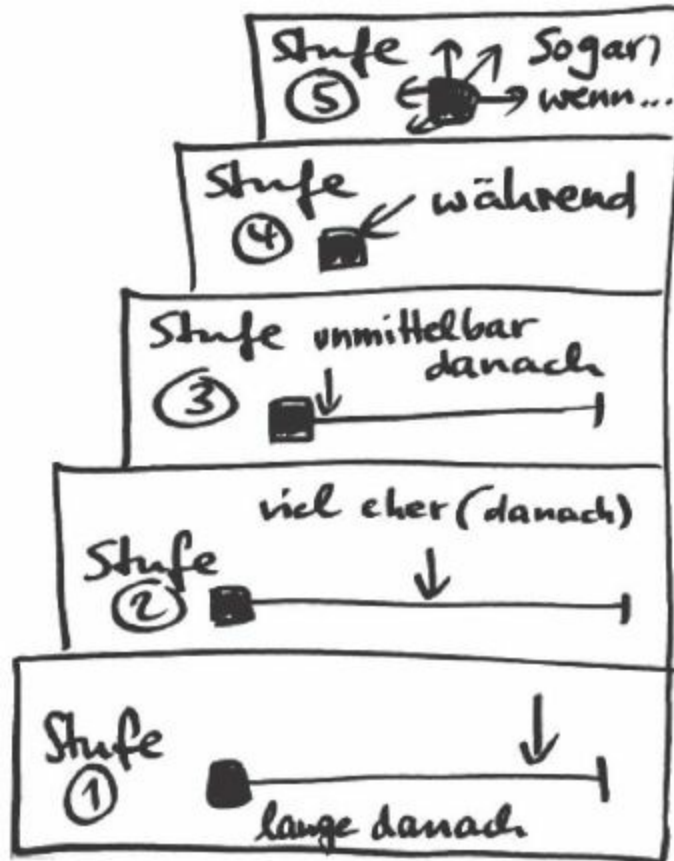 Stufe Sogar,
⑤ wenn...
Stufe während
④
Stufe unmittelbar
danach
③
viel eher (danach)
Stufe
②
Stufe
①
lange danach